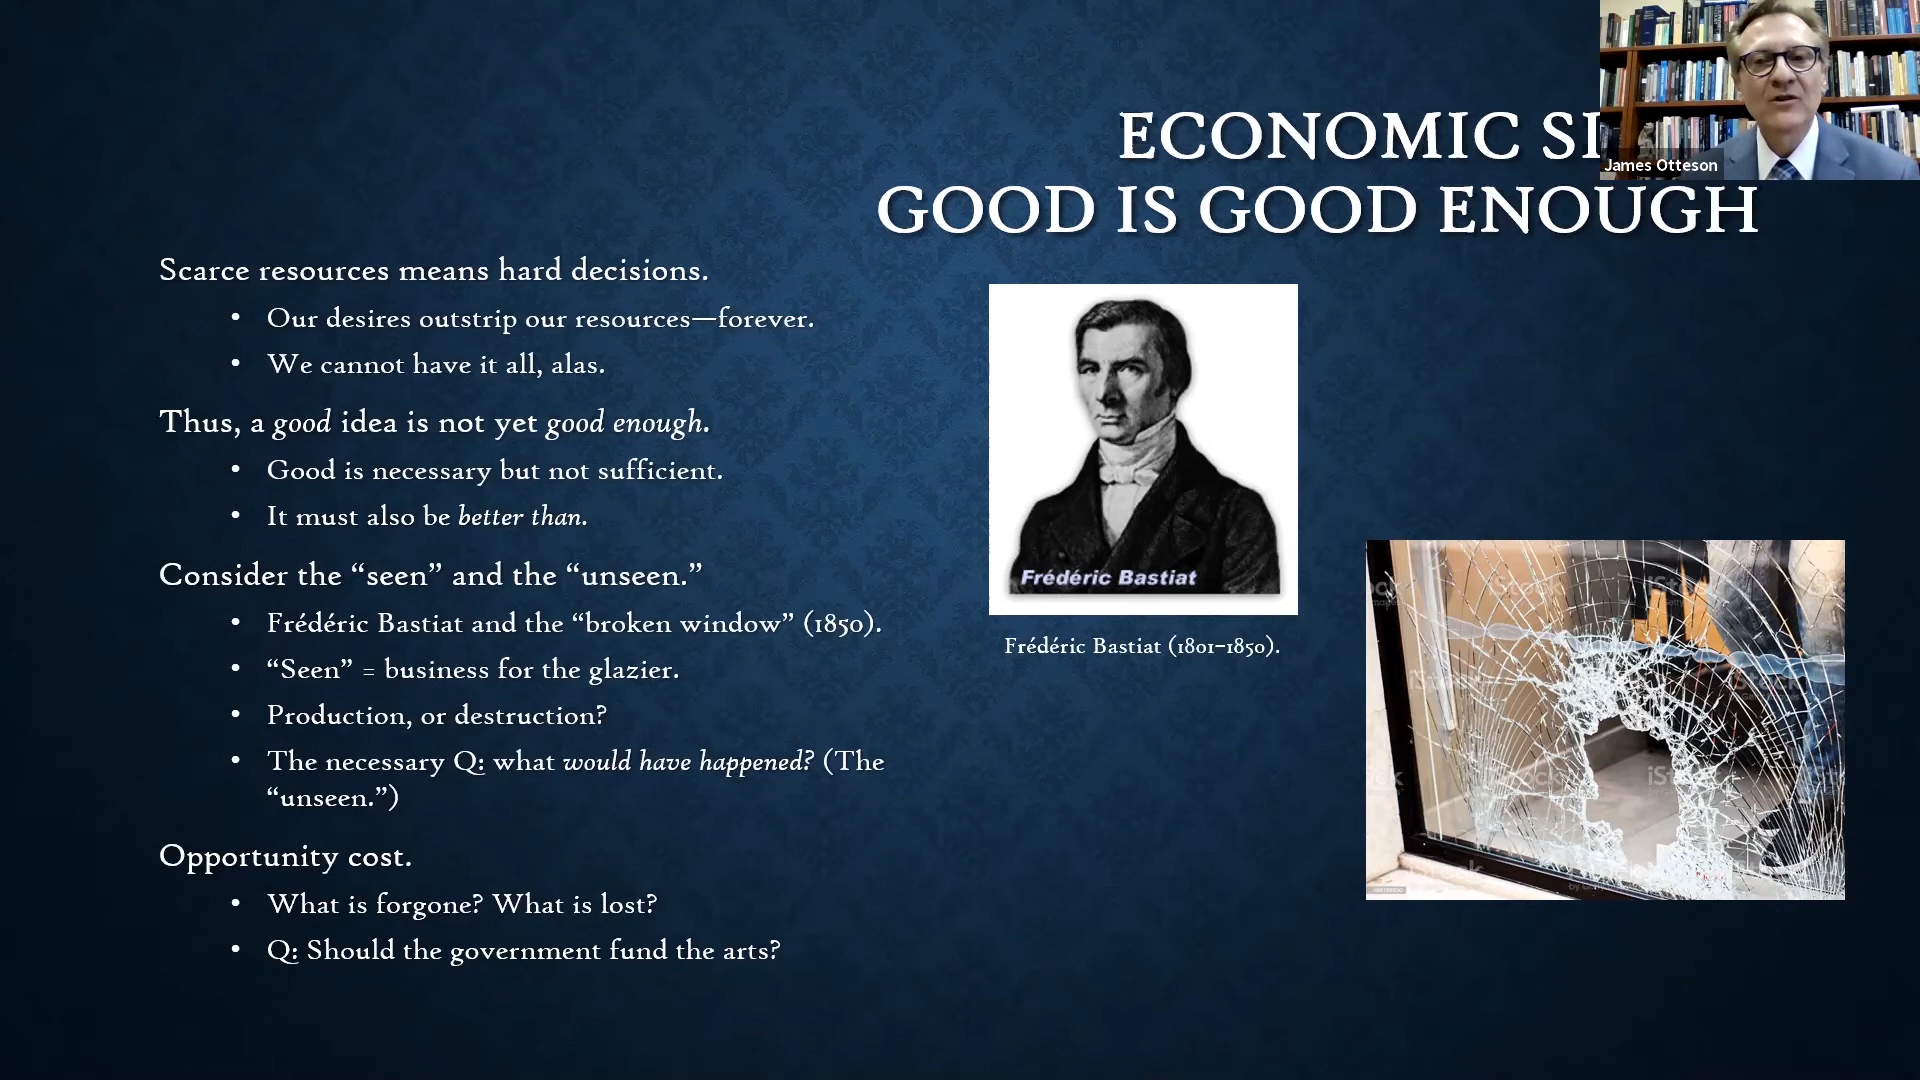 ECONOMIC
GOOD IS GOOD ENOUGH
James Otteson
Scarce resources means hard decisions.
• Our desires outstrip our resources—forever.
• We cannot have it all, alas.
Thus, a good idea is not yet good enough.
• Good is necessary but not sufficient.
• It must also be better than.
Consider the “seen” and the “unseen.”
• Frédéric Bastiat and the “broken window” (1850).
• “Seen” = business for the glazier.
• Production, or destruction?
• The necessary Q: what would have happened? (The
“unseen.”)
Opportunity cost.
• What is forgone? What is lost?
• Q: Should the government fund the arts?
Frédéric Bastiat
Frédéric Bastiat (1801–1850).
iStock
iStock
iStock